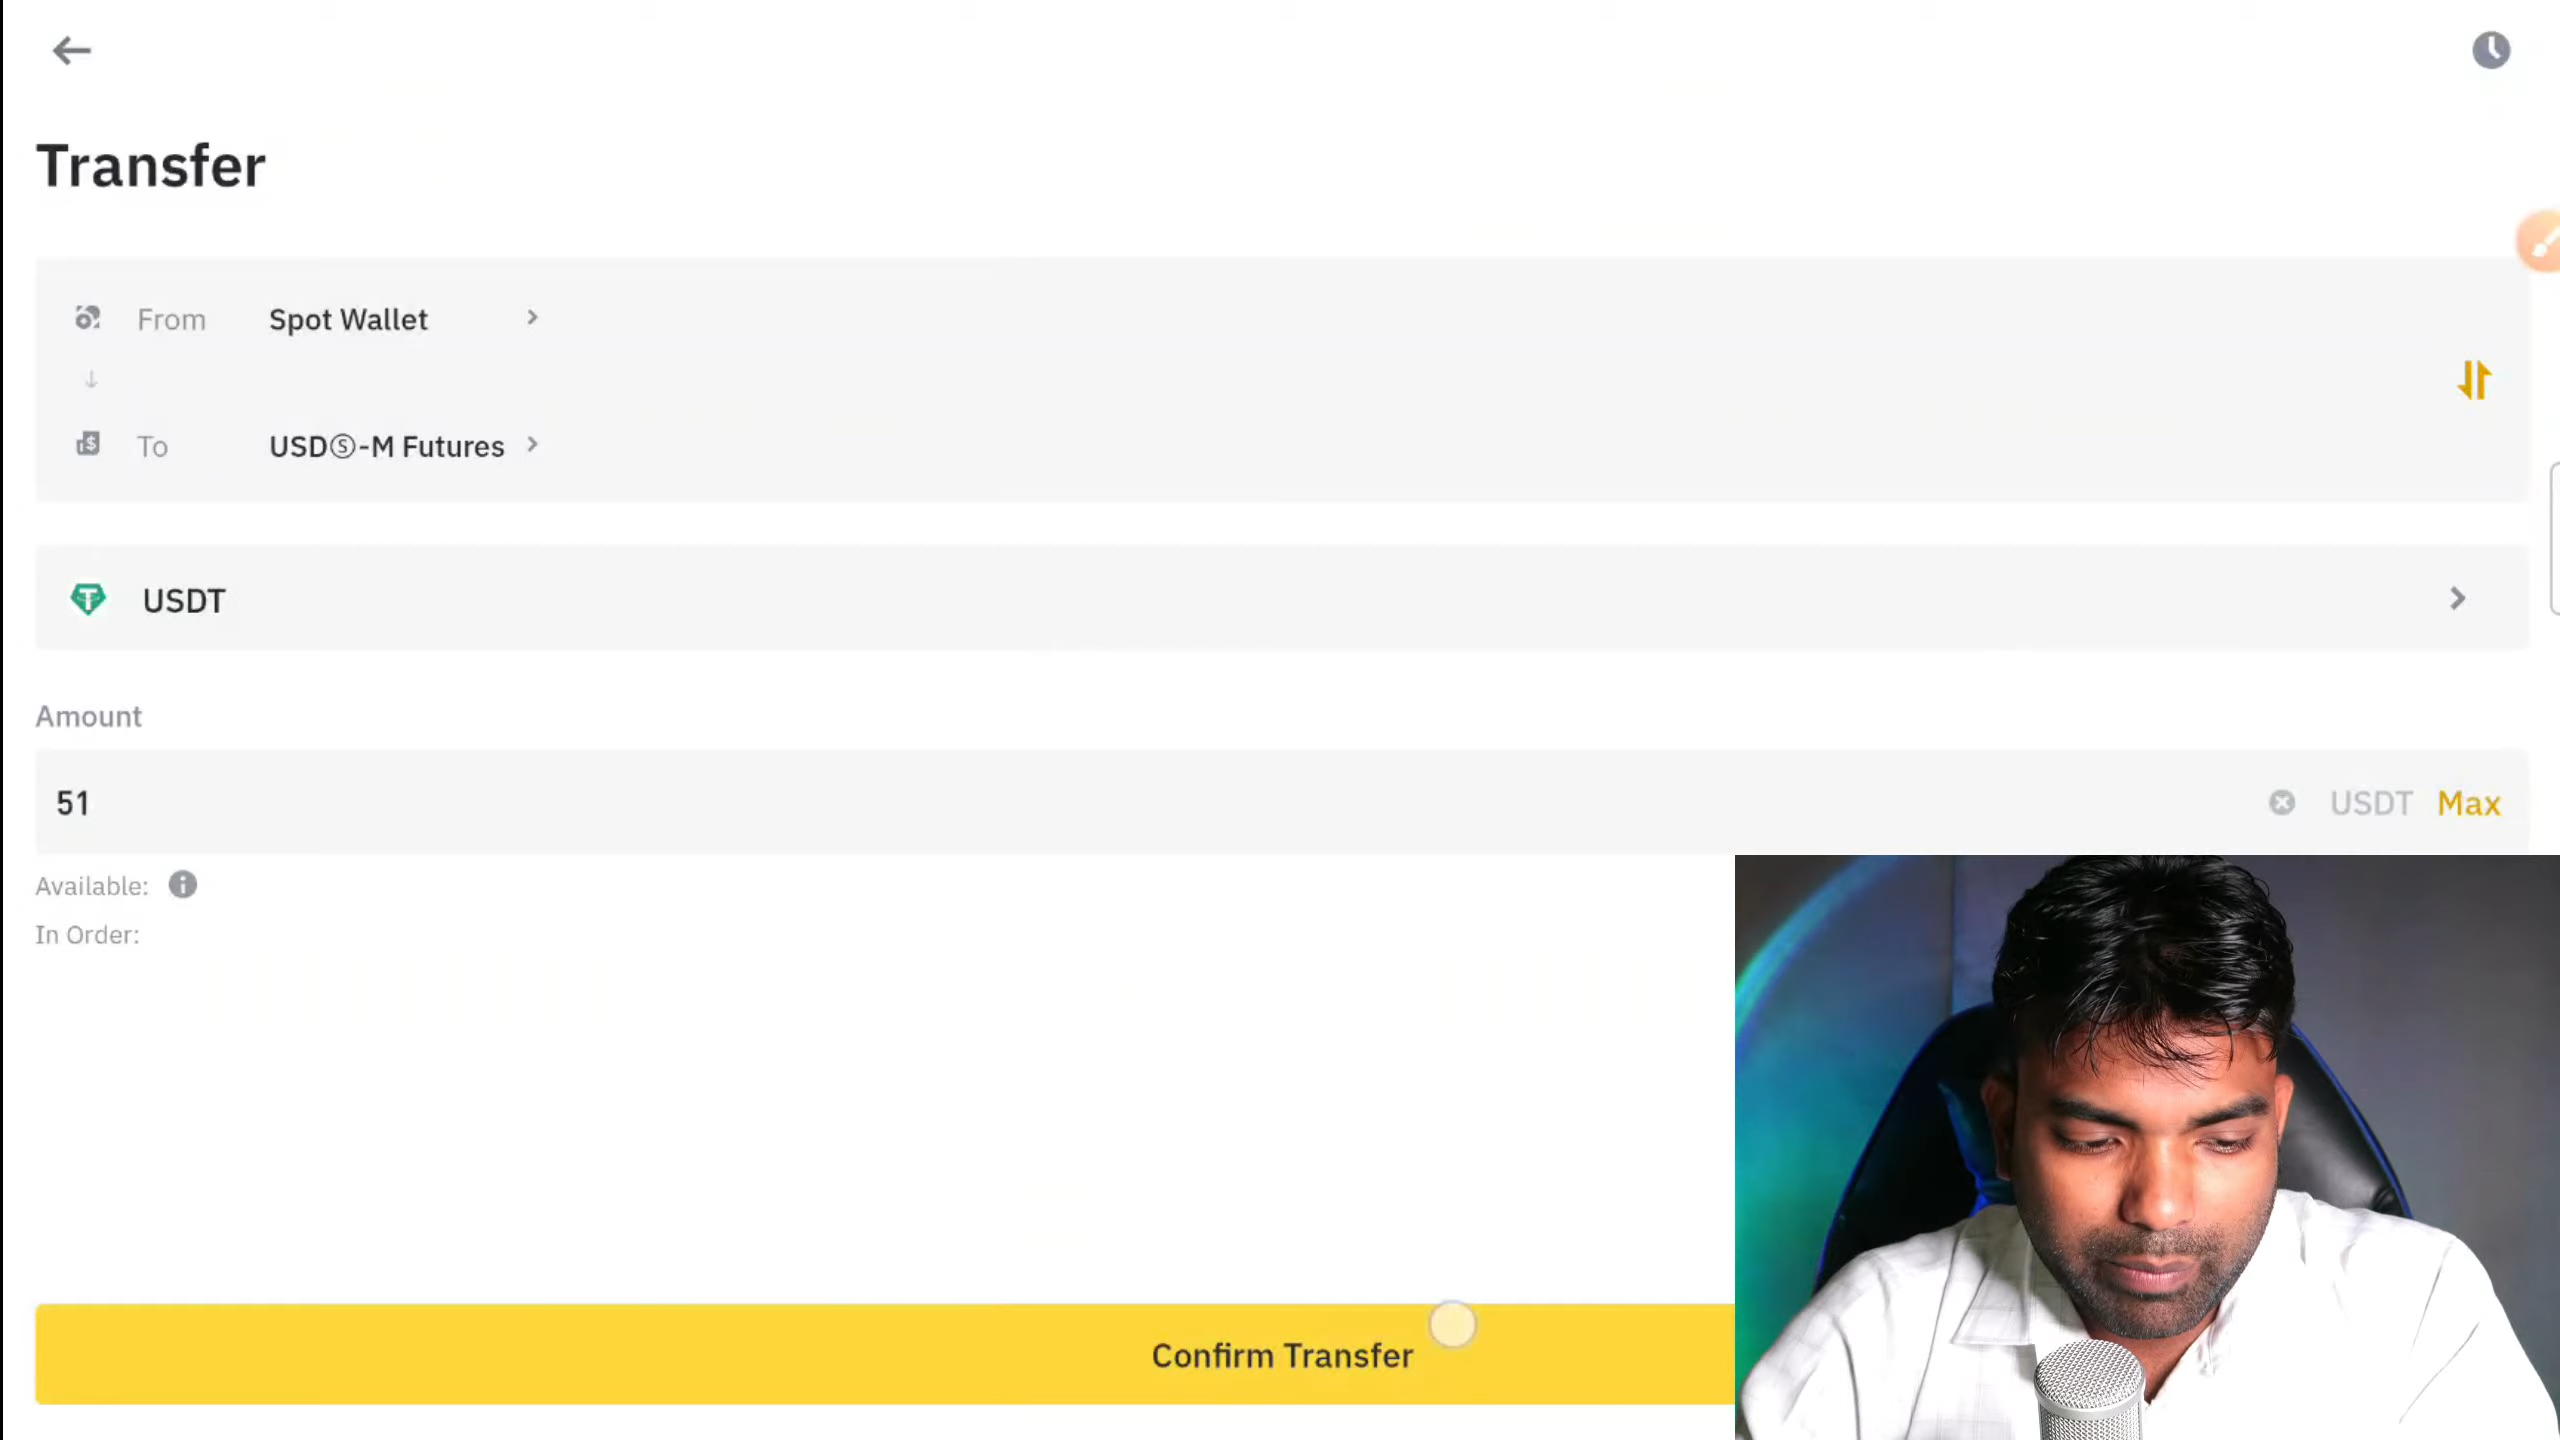 Transfer
From Spot Wallet
To USDⓈ-M Futures
USDT
Amount
51 USDT Max
Available:
In Order:
Confirm Transfer